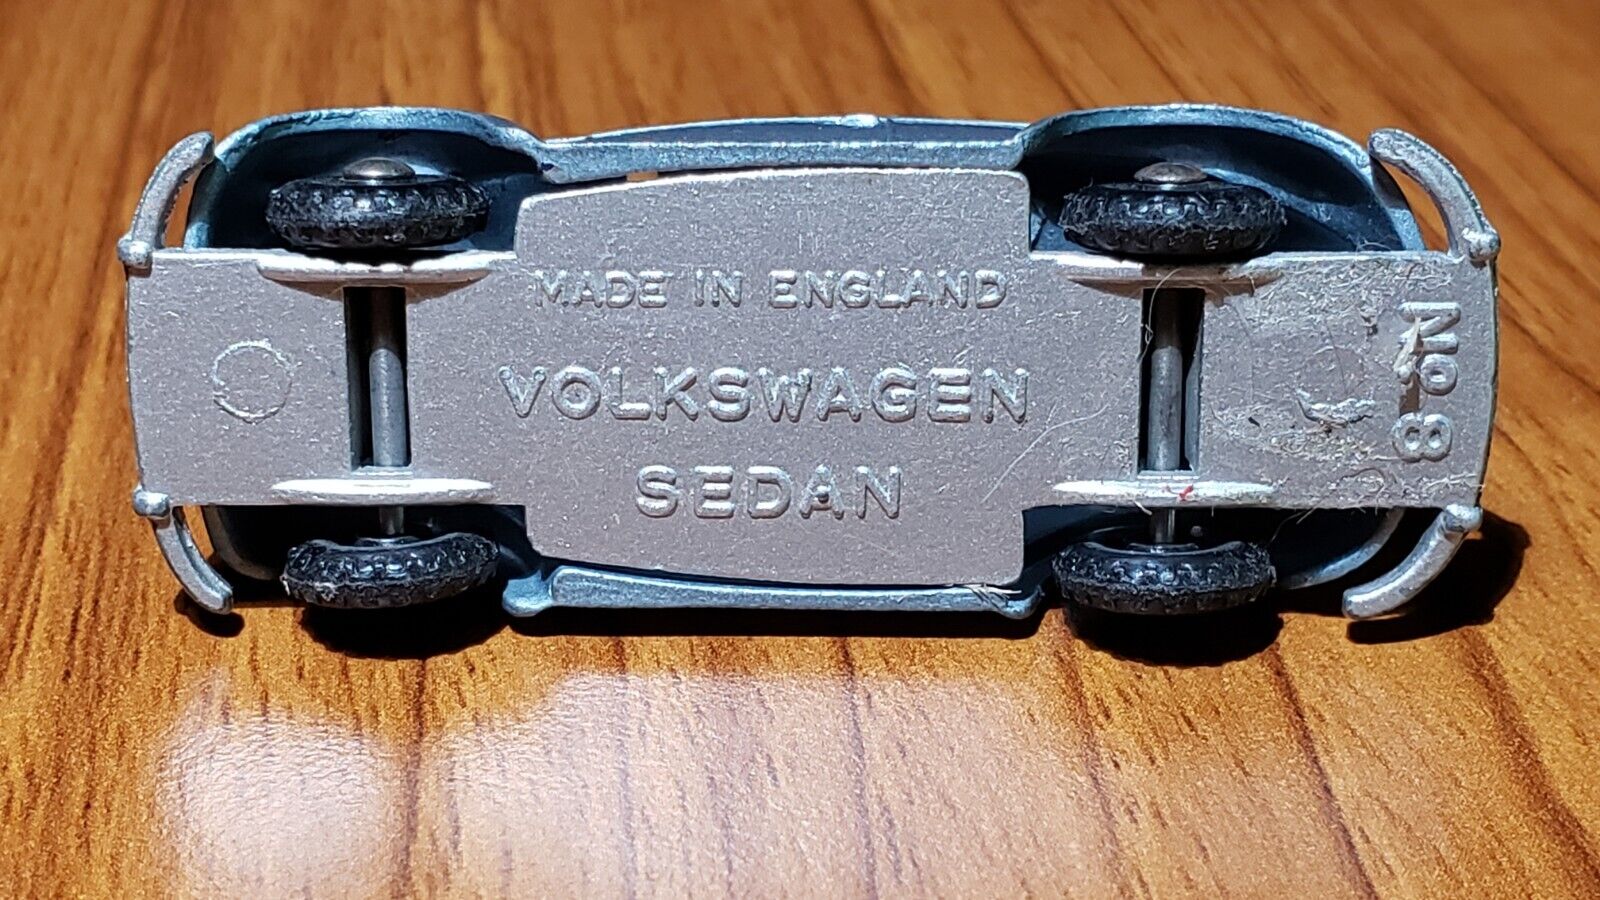 MADE IN ENGLAND
VOLKSWAGEN
SEDAN
No 8